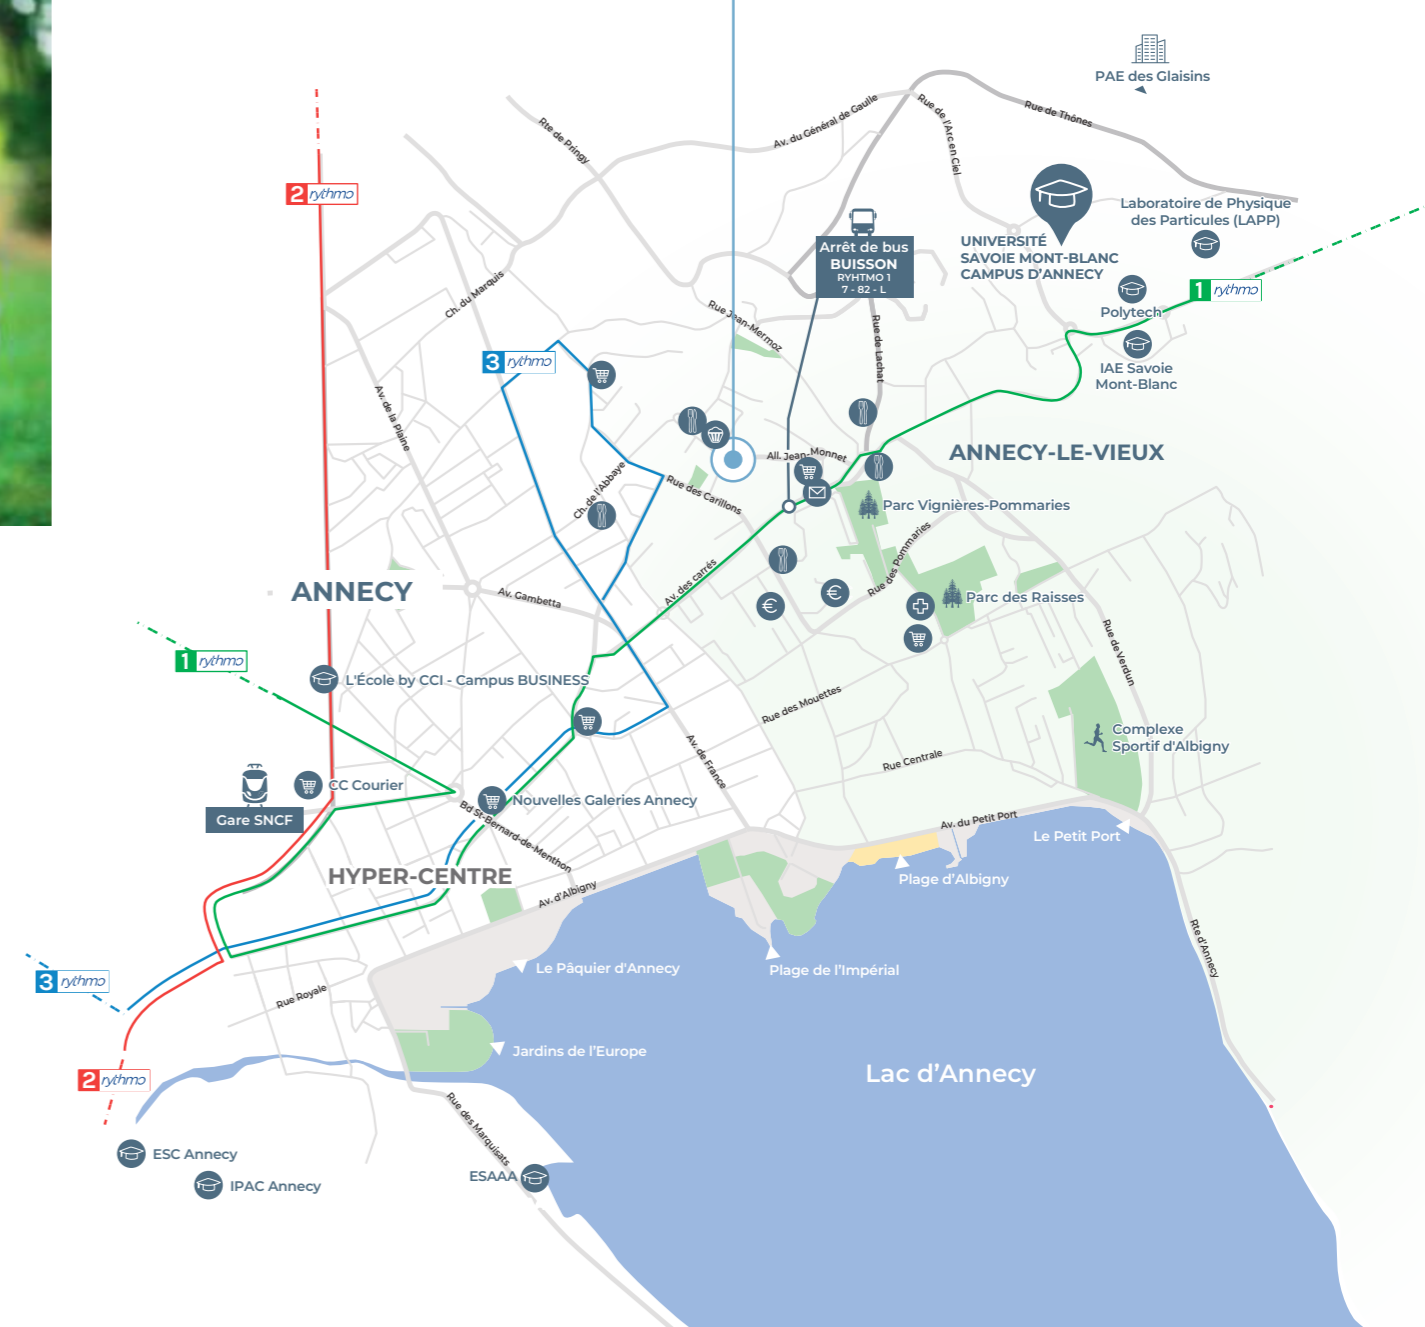 PAE des Glaisins
Rte de Pringy
Av. du Général de Gaulle
Rue de l'Arc en Ciel
Rue de Thônes
2 rythmo
Laboratoire de Physique
des Particules (LAPP)
Arrêt de bus
BUISSON
RYHTMO 1
7 - 82 - L
UNIVERSITÉ
SAVOIE MONT-BLANC
CAMPUS D'ANNECY
Ch. du Marquis
1 rythmo
Polytech
Rue Jean-Mermoz
Rue de Lachat
3 rythmo
IAE Savoie
Mont-Blanc
Av. de la Plaine
All. Jean-Monnet
ANNECY-LE-VIEUX
Ch. de l'Abbaye
Rue des Carillons
Parc Vignières-Pommaries
Rue des Pommaries
Av. des carrés
ANNECY
Av. Gambetta
Parc des Raisses
Rue de Verdun
1 rythmo
L'École by CCI - Campus BUSINESS
Rue des Mouettes
Complexe
Sportif d'Albigny
Av. de France
Rue Centrale
CC Courier
Nouvelles Galeries Annecy
Gare SNCF
Bd St-Bernard-de-Menthon
Av. du Petit Port
Le Petit Port
HYPER-CENTRE
Plage d'Albigny
Av. d'Albigny
Rte d'Annecy
Le Pâquier d'Annecy
Plage de l'Impérial
3 rythmo
Rue Royale
Jardins de l'Europe
Lac d'Annecy
2 rythmo
Rue des Marquisats
ESC Annecy
ESAAA
IPAC Annecy